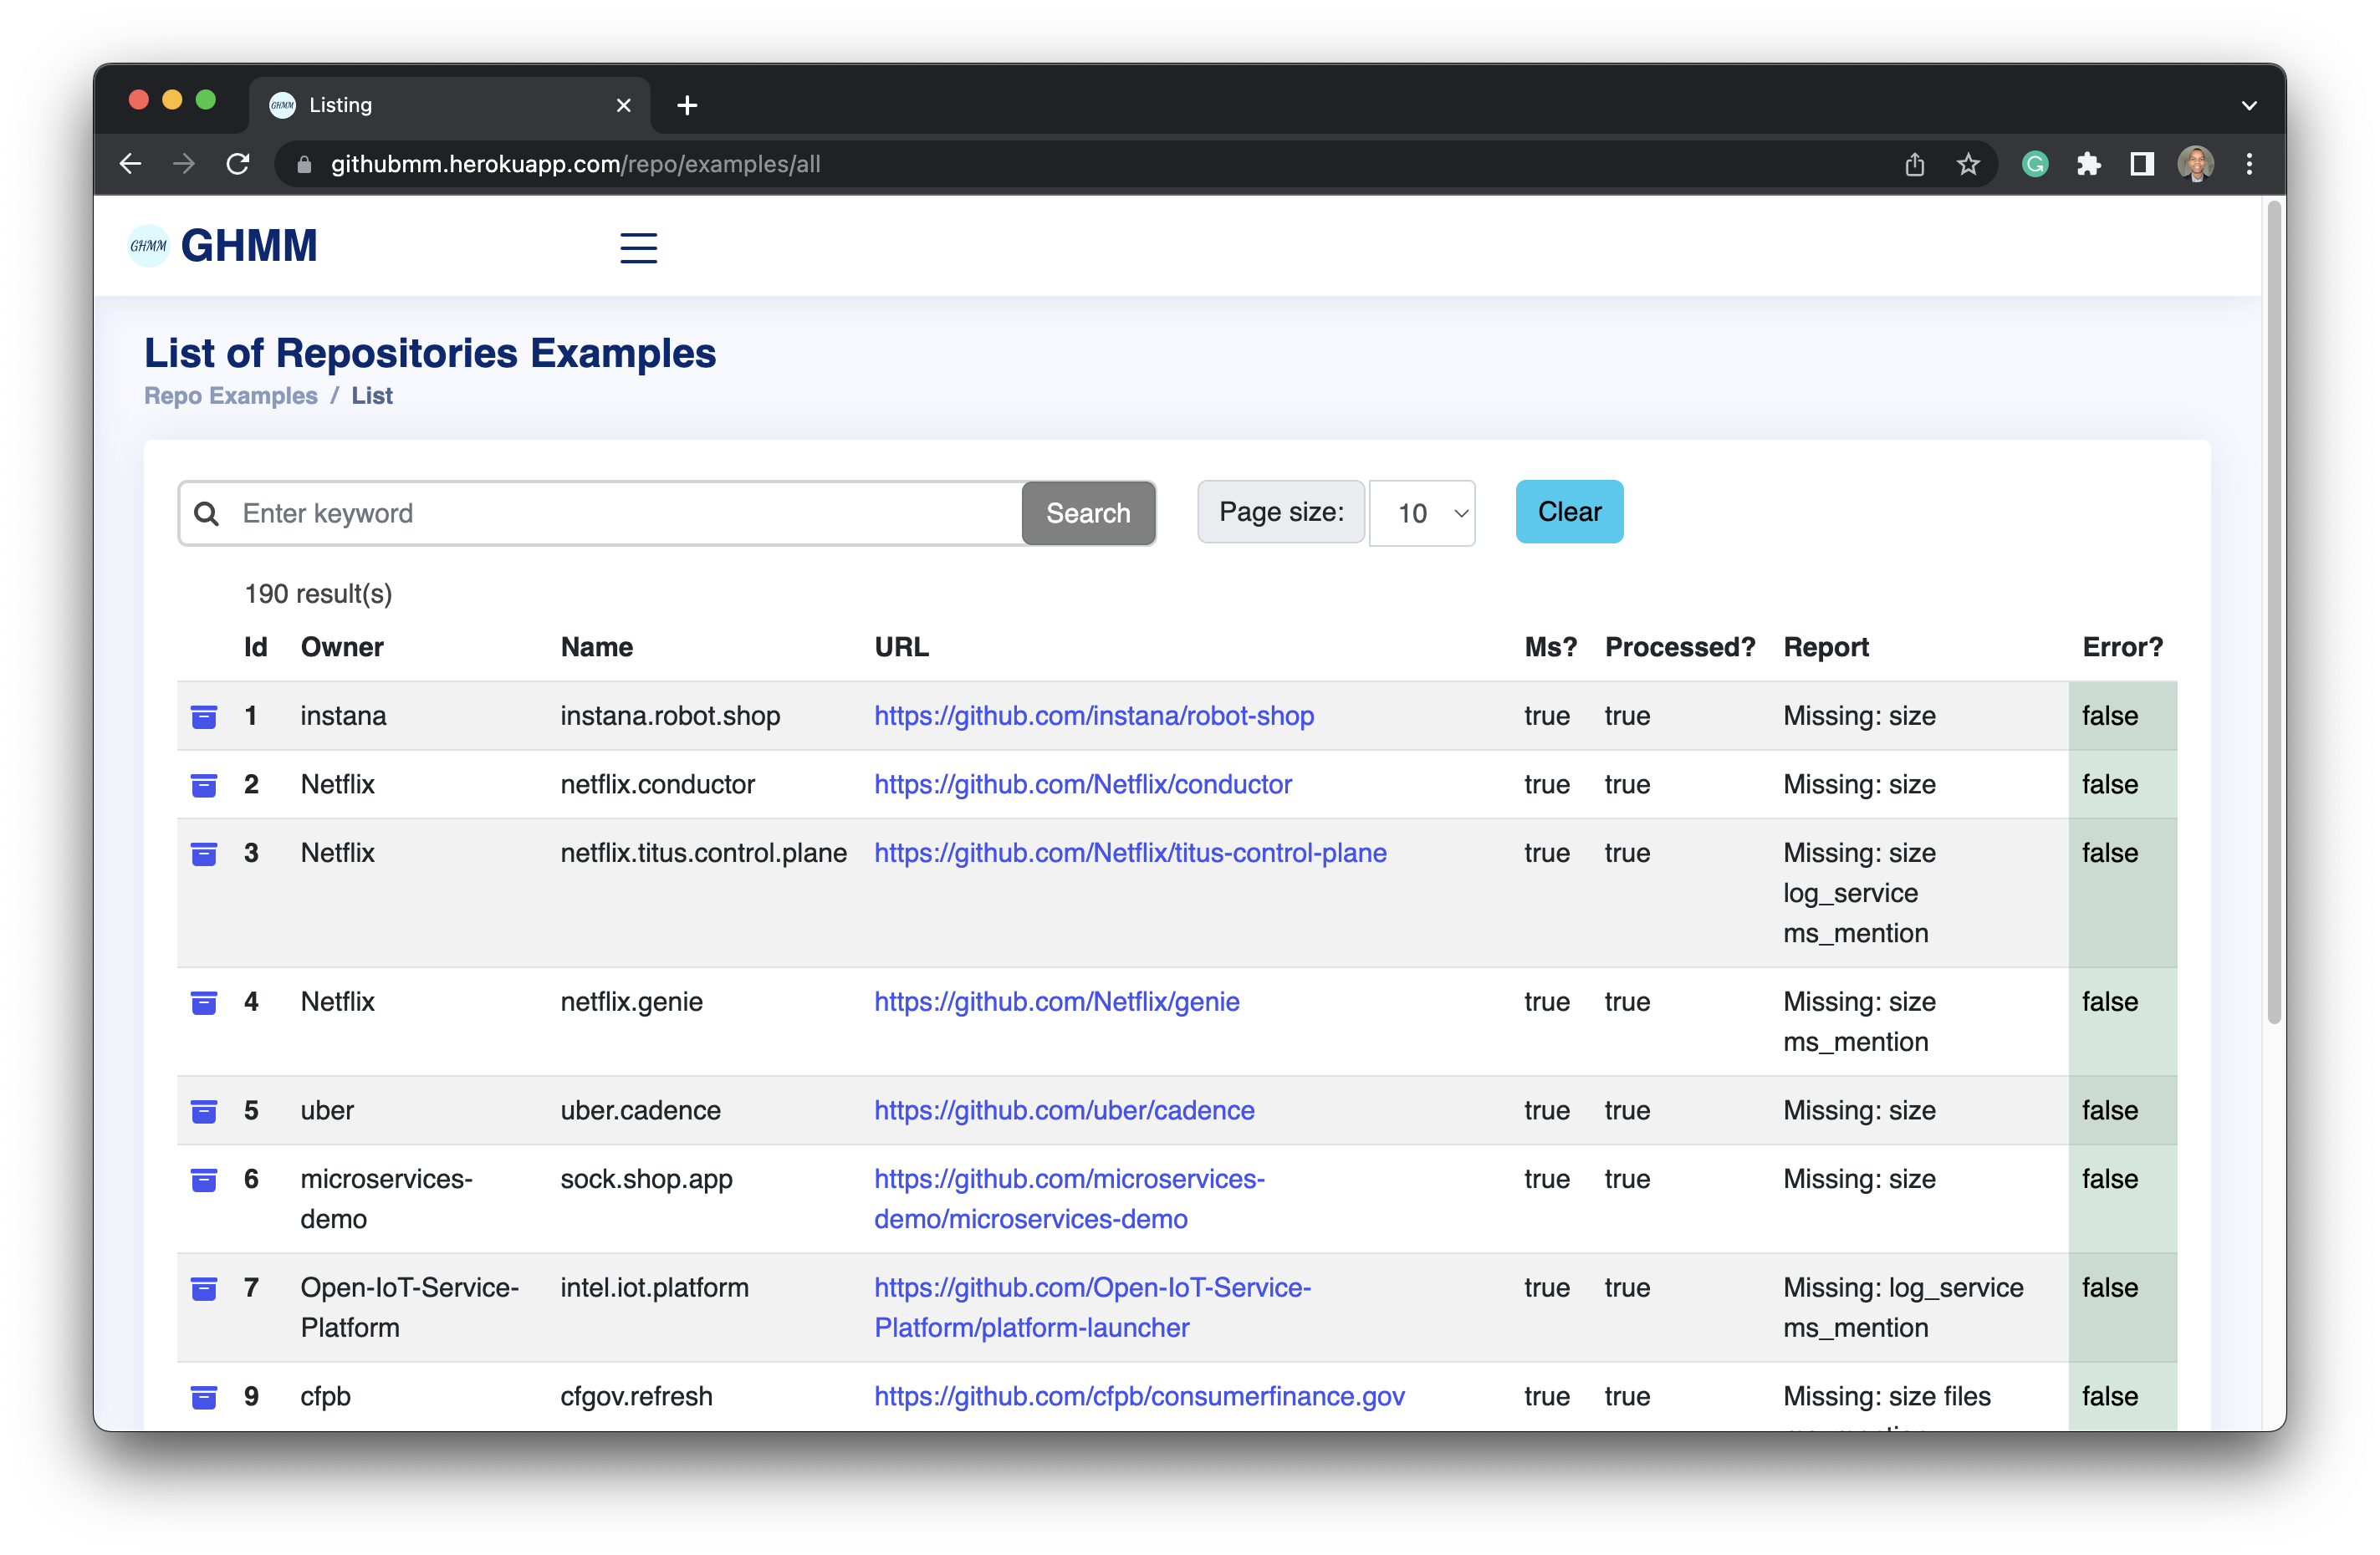 GHMM Listing
githubmm.herokuapp.com/repo/examples/all
GHMM GHMM
List of Repositories Examples
Repo Examples / List
Enter keyword Search Page size: 10 Clear
190 result(s)
Id Owner Name URL Ms? Processed? Report Error?
1 instana instana.robot.shop https://github.com/instana/robot-shop true true Missing: size false
2 Netflix netflix.conductor https://github.com/Netflix/conductor true true Missing: size false
3 Netflix netflix.titus.control.plane https://github.com/Netflix/titus-control-plane true true Missing: size false
log_service
ms_mention
4 Netflix netflix.genie https://github.com/Netflix/genie true true Missing: size false
ms_mention
5 uber uber.cadence https://github.com/uber/cadence true true Missing: size false
6 microservices- sock.shop.app https://github.com/microservices- true true Missing: size false
demo demo/microservices-demo
7 Open-IoT-Service- intel.iot.platform https://github.com/Open-IoT-Service- true true Missing: log_service false
Platform Platform/platform-launcher ms_mention
9 cfpb cfgov.refresh https://github.com/cfpb/consumerfinance.gov true true Missing: size files false